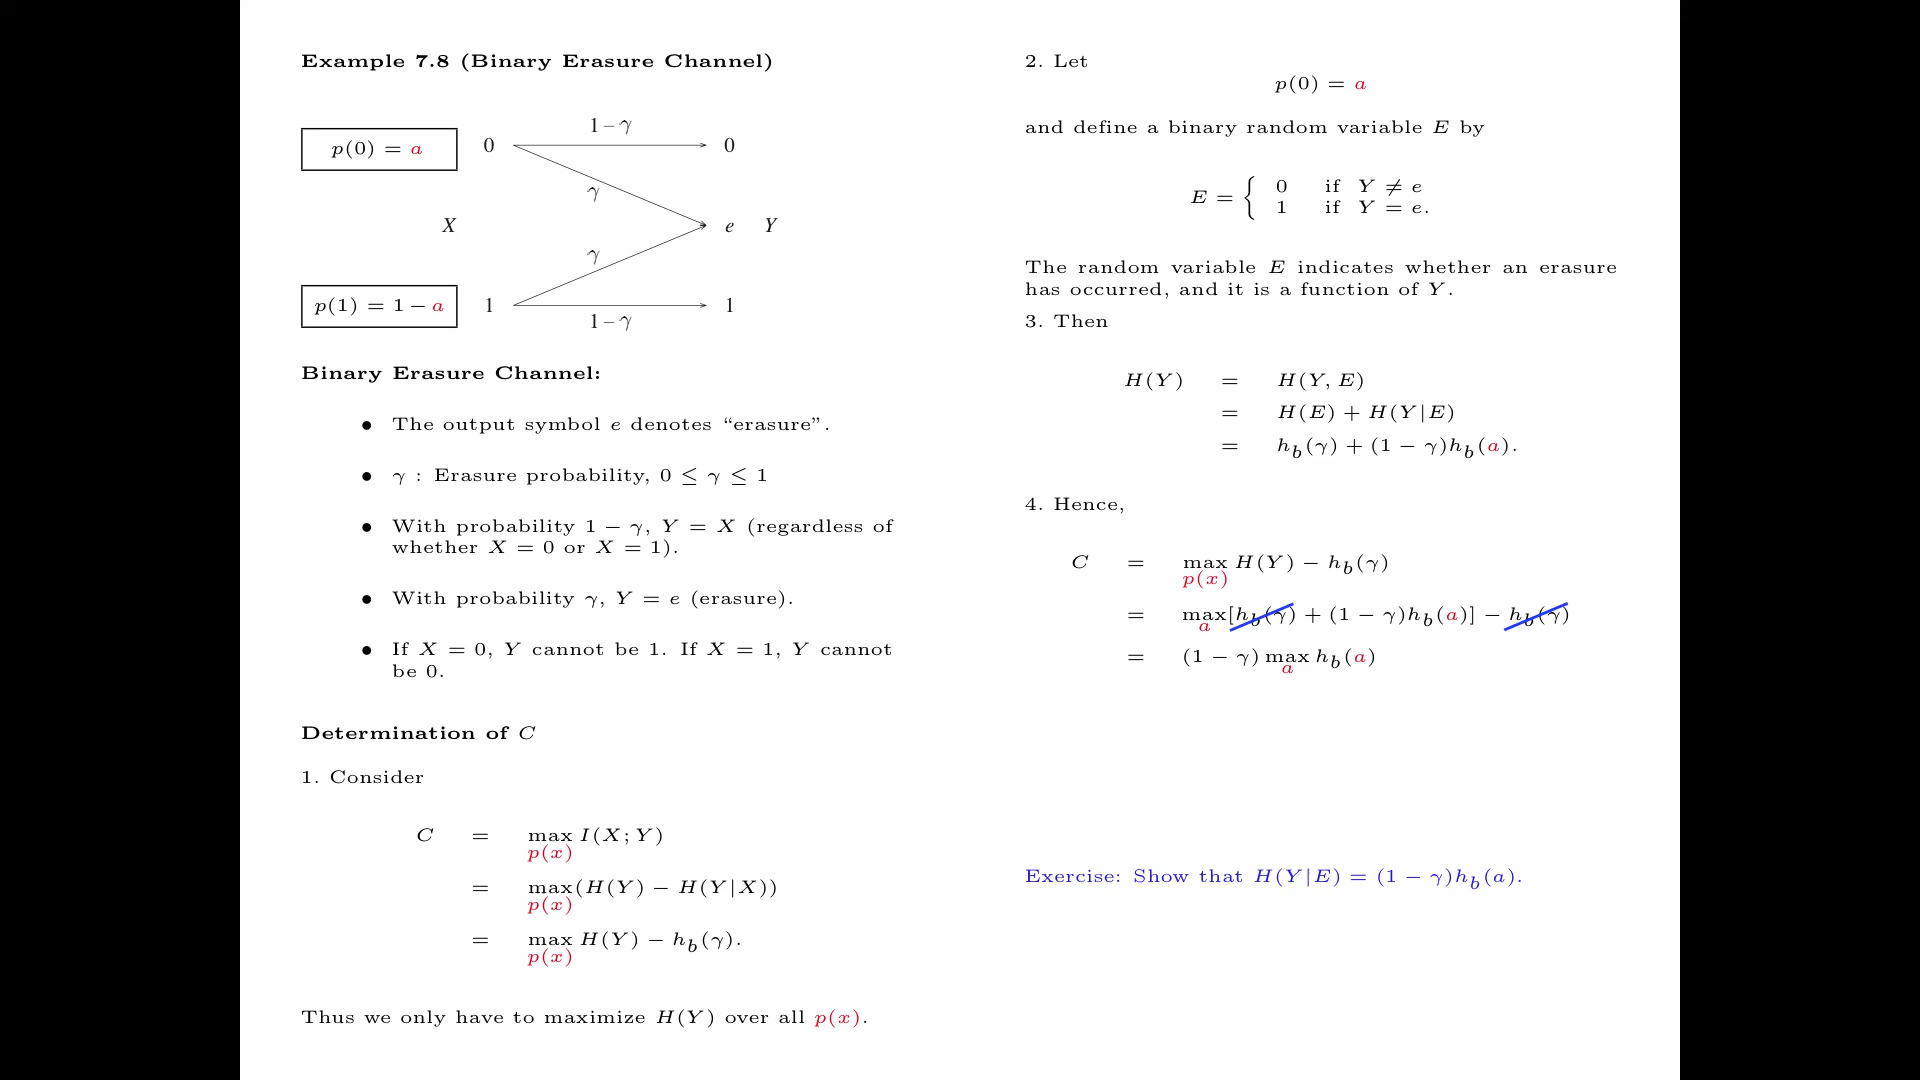 Example 7.8 (Binary Erasure Channel)
p(0) = a
0
1 − γ
0
γ
X
e
Y
γ
p(1) = 1 − a
1
1 − γ
1
Binary Erasure Channel:
• The output symbol e denotes “erasure”.
• γ : Erasure probability, 0 ≤ γ ≤ 1
• With probability 1 − γ, Y = X (regardless of
whether X = 0 or X = 1).
• With probability γ, Y = e (erasure).
• If X = 0, Y cannot be 1. If X = 1, Y cannot
be 0.
Determination of C
1. Consider
C = max I(X; Y)
p(x)
= max(H(Y) − H(Y|X))
p(x)
= max H(Y) − h_b(γ).
p(x)
Thus we only have to maximize H(Y) over all p(x).
2. Let
p(0) = a
and define a binary random variable E by
E = { 0 if Y ≠ e
1 if Y = e.
The random variable E indicates whether an erasure
has occurred, and it is a function of Y.
3. Then
H(Y) = H(Y, E)
= H(E) + H(Y|E)
= h_b(γ) + (1 − γ)h_b(a).
4. Hence,
C = max H(Y) − h_b(γ)
p(x)
= max[h_b(γ) + (1 − γ)h_b(a)] − h_b(γ)
a
= (1 − γ) max h_b(a)
a
Exercise: Show that H(Y|E) = (1 − γ)h_b(a).